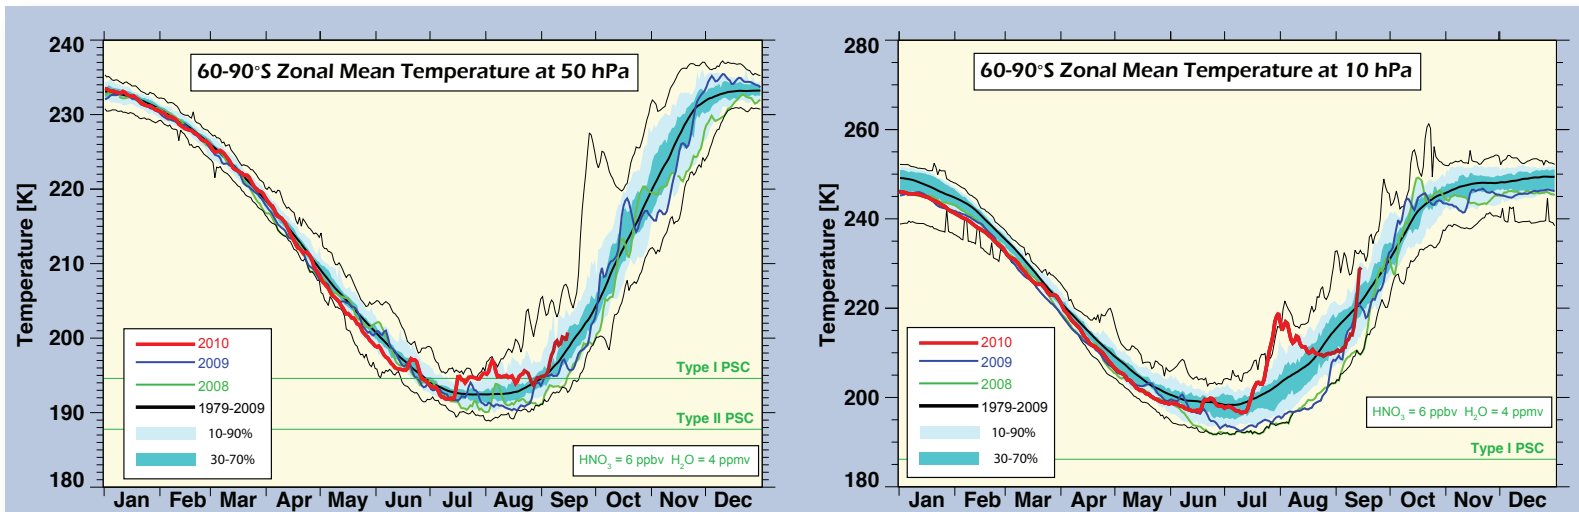 60-90°S Zonal Mean Temperature at 50 hPa
Temperature [K]
240
230
220
210
200
190
180
Type I PSC
Type II PSC
2010
2009
2008
1979-2009
10-90%
30-70%
HNO₃ = 6 ppbv H₂O = 4 ppmv
Jan Feb Mar Apr May Jun Jul Aug Sep Oct Nov Dec
60-90°S Zonal Mean Temperature at 10 hPa
Temperature [K]
280
260
240
220
200
180
2010
2009
2008
1979-2009
10-90%
30-70%
HNO₃ = 6 ppbv H₂O = 4 ppmv
Type I PSC
Jan Feb Mar Apr May Jun Jul Aug Sep Oct Nov Dec